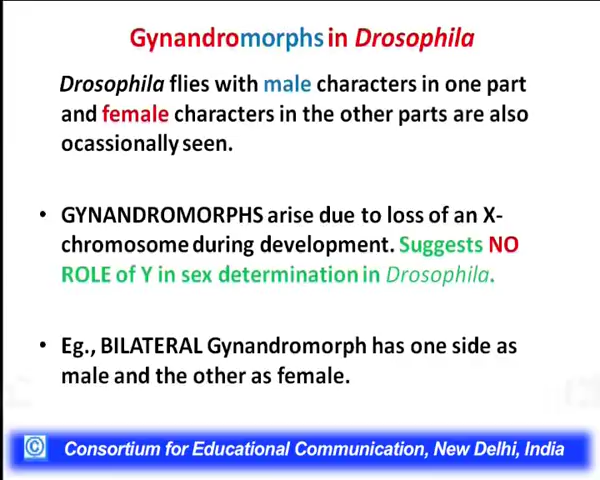 Gynandromorphs in Drosophila
Drosophila flies with male characters in one part
and female characters in the other parts are also
ocassionally seen.
• GYNANDROMORPHS arise due to loss of an X-
chromosome during development. Suggests NO
ROLE of Y in sex determination in Drosophila.
• Eg., BILATERAL Gynandromorph has one side as
male and the other as female.
© Consortium for Educational Communication, New Delhi, India